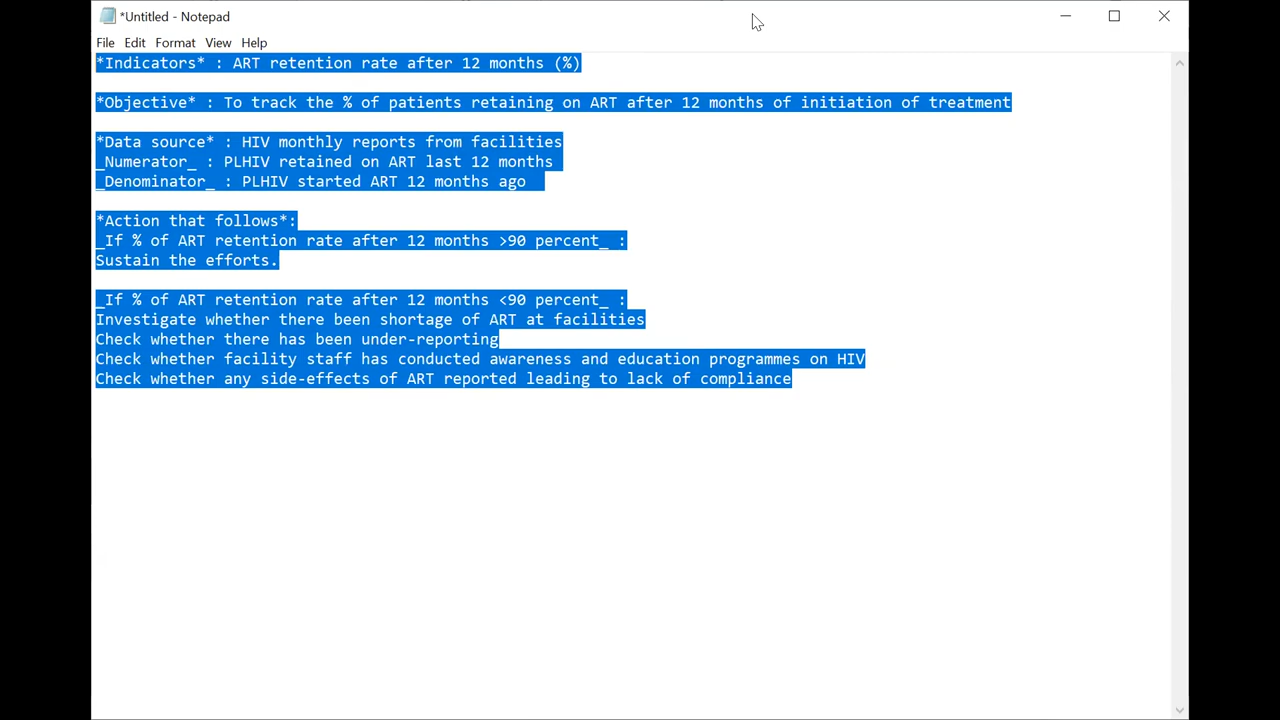 *Untitled - Notepad
File Edit Format View Help
*Indicators* : ART retention rate after 12 months (%)
*Objective* : To track the % of patients retaining on ART after 12 months of initiation of treatment
*Data source* : HIV monthly reports from facilities
_Numerator_ : PLHIV retained on ART last 12 months
_Denominator_ : PLHIV started ART 12 months ago
*Action that follows*:
_If % of ART retention rate after 12 months >90 percent_ :
Sustain the efforts.
_If % of ART retention rate after 12 months <90 percent_ :
Investigate whether there been shortage of ART at facilities
Check whether there has been under-reporting
Check whether facility staff has conducted awareness and education programmes on HIV
Check whether any side-effects of ART reported leading to lack of compliance